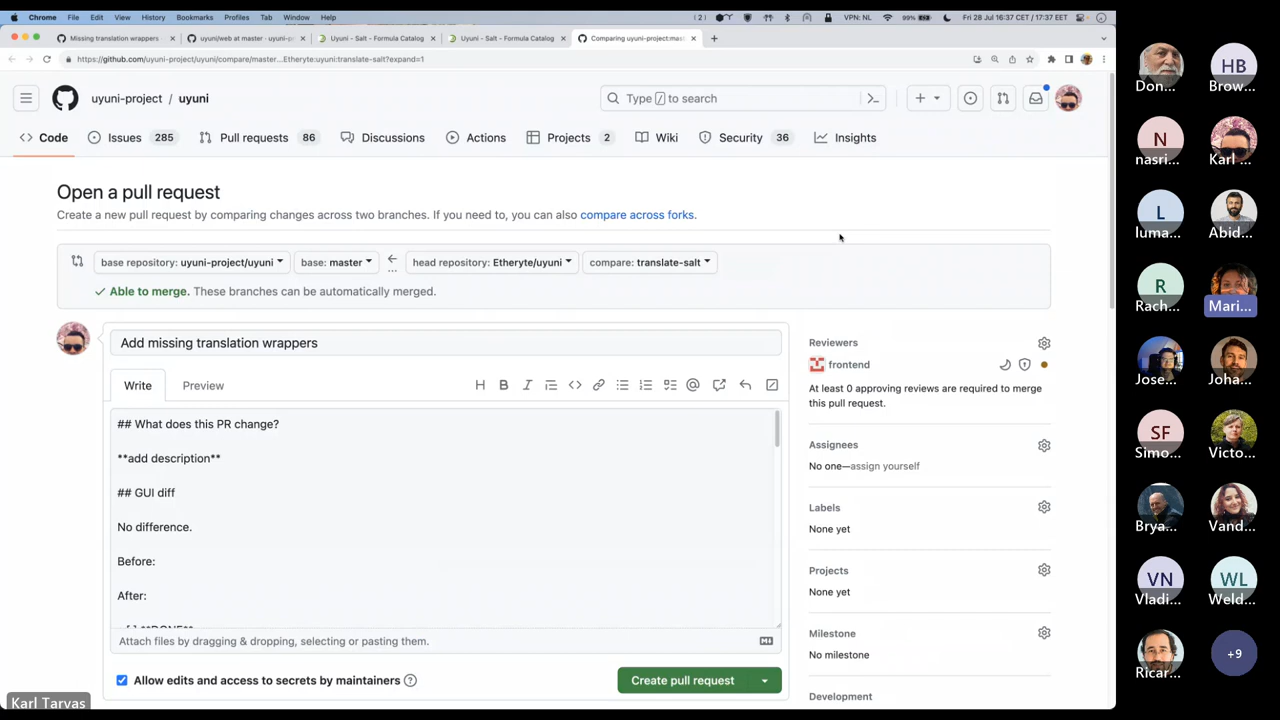 Chrome File Edit View History Bookmarks Profiles Tab Window Help
( 2 ) VPN: NL 99% Fri 28 Jul 16:37 CET / 17:37 EET
Missing translation wrappers
uyuni/web at master · uyuni-p
Uyuni - Salt - Formula Catalog
Uyuni - Salt - Formula Catalog
Comparing uyuni-project:mas
https://github.com/uyuni-project/uyuni/compare/master...Etheryte:uyuni:translate-salt?expand=1
uyuni-project / uyuni
Type / to search
Code
Issues 285
Pull requests 86
Discussions
Actions
Projects 2
Wiki
Security 36
Insights
Open a pull request
Create a new pull request by comparing changes across two branches. If you need to, you can also compare across forks.
base repository: uyuni-project/uyuni
base: master
head repository: Etheryte/uyuni
compare: translate-salt
Able to merge. These branches can be automatically merged.
Add missing translation wrappers
Write
Preview
## What does this PR change?
**add description**
## GUI diff
No difference.
Before:
After:
- [ ] **DONE**
Attach files by dragging & dropping, selecting or pasting them.
Allow edits and access to secrets by maintainers
Create pull request
Reviewers
frontend
At least 0 approving reviews are required to merge
this pull request.
Assignees
No one—assign yourself
Labels
None yet
Projects
None yet
Milestone
No milestone
Development
Karl Tarvas
Don...
HB
Brow...
N
nasri...
Karl ...
L
luma...
Abid...
R
Rach...
Mari...
Jose...
Joha...
SF
Simo...
Victo...
Brya...
Vand...
VN
Vladi...
WL
Weld...
Ricar...
+9